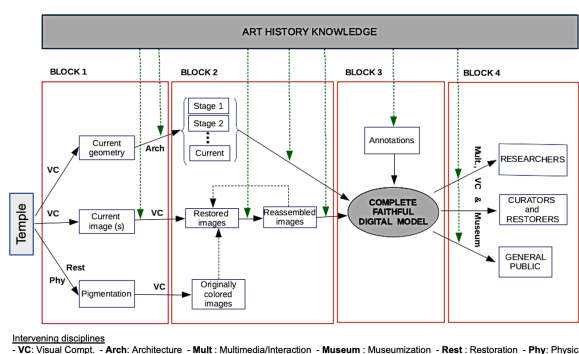 ART HISTORY KNOWLEDGE
BLOCK 1
BLOCK 2
BLOCK 3
BLOCK 4
Stage 1
Stage 2
Current
Current
geometry
Arch
VC
Annotations
RESEARCHERS
Mult., VC & Museum
Temple
VC
Current
image (s)
VC
Restored
images
Reassembled
images
COMPLETE
FAITHFUL
DIGITAL MODEL
CURATORS
and
RESTORERS
Rest
Phy
Pigmentation
VC
Originally
colored
images
GENERAL
PUBLIC
Intervening disciplines
- VC: Visual Compt. - Arch: Architecture - Mult : Multimedia/Interaction - Museum : Museumization - Rest : Restoration - Phy: Physic